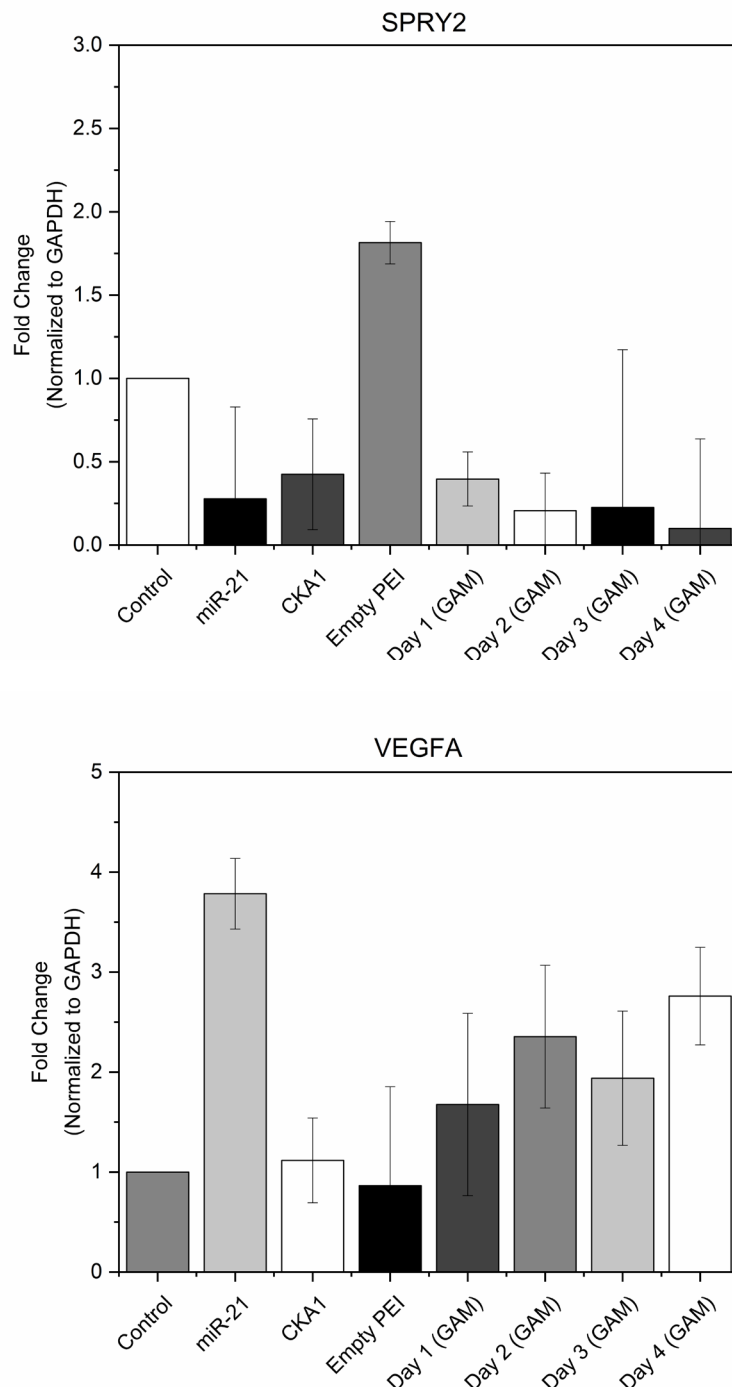 SPRY2
3.0
2.5
2.0
1.5
1.0
0.5
0.0
Fold Change
(Normalized to GAPDH)
Control
miR-21
CKA1
Empty PEI
Day 1 (GAM)
Day 2 (GAM)
Day 3 (GAM)
Day 4 (GAM)
VEGFA
5
4
3
2
1
0
Fold Change
(Normalized to GAPDH)
Control
miR-21
CKA1
Empty PEI
Day 1 (GAM)
Day 2 (GAM)
Day 3 (GAM)
Day 4 (GAM)